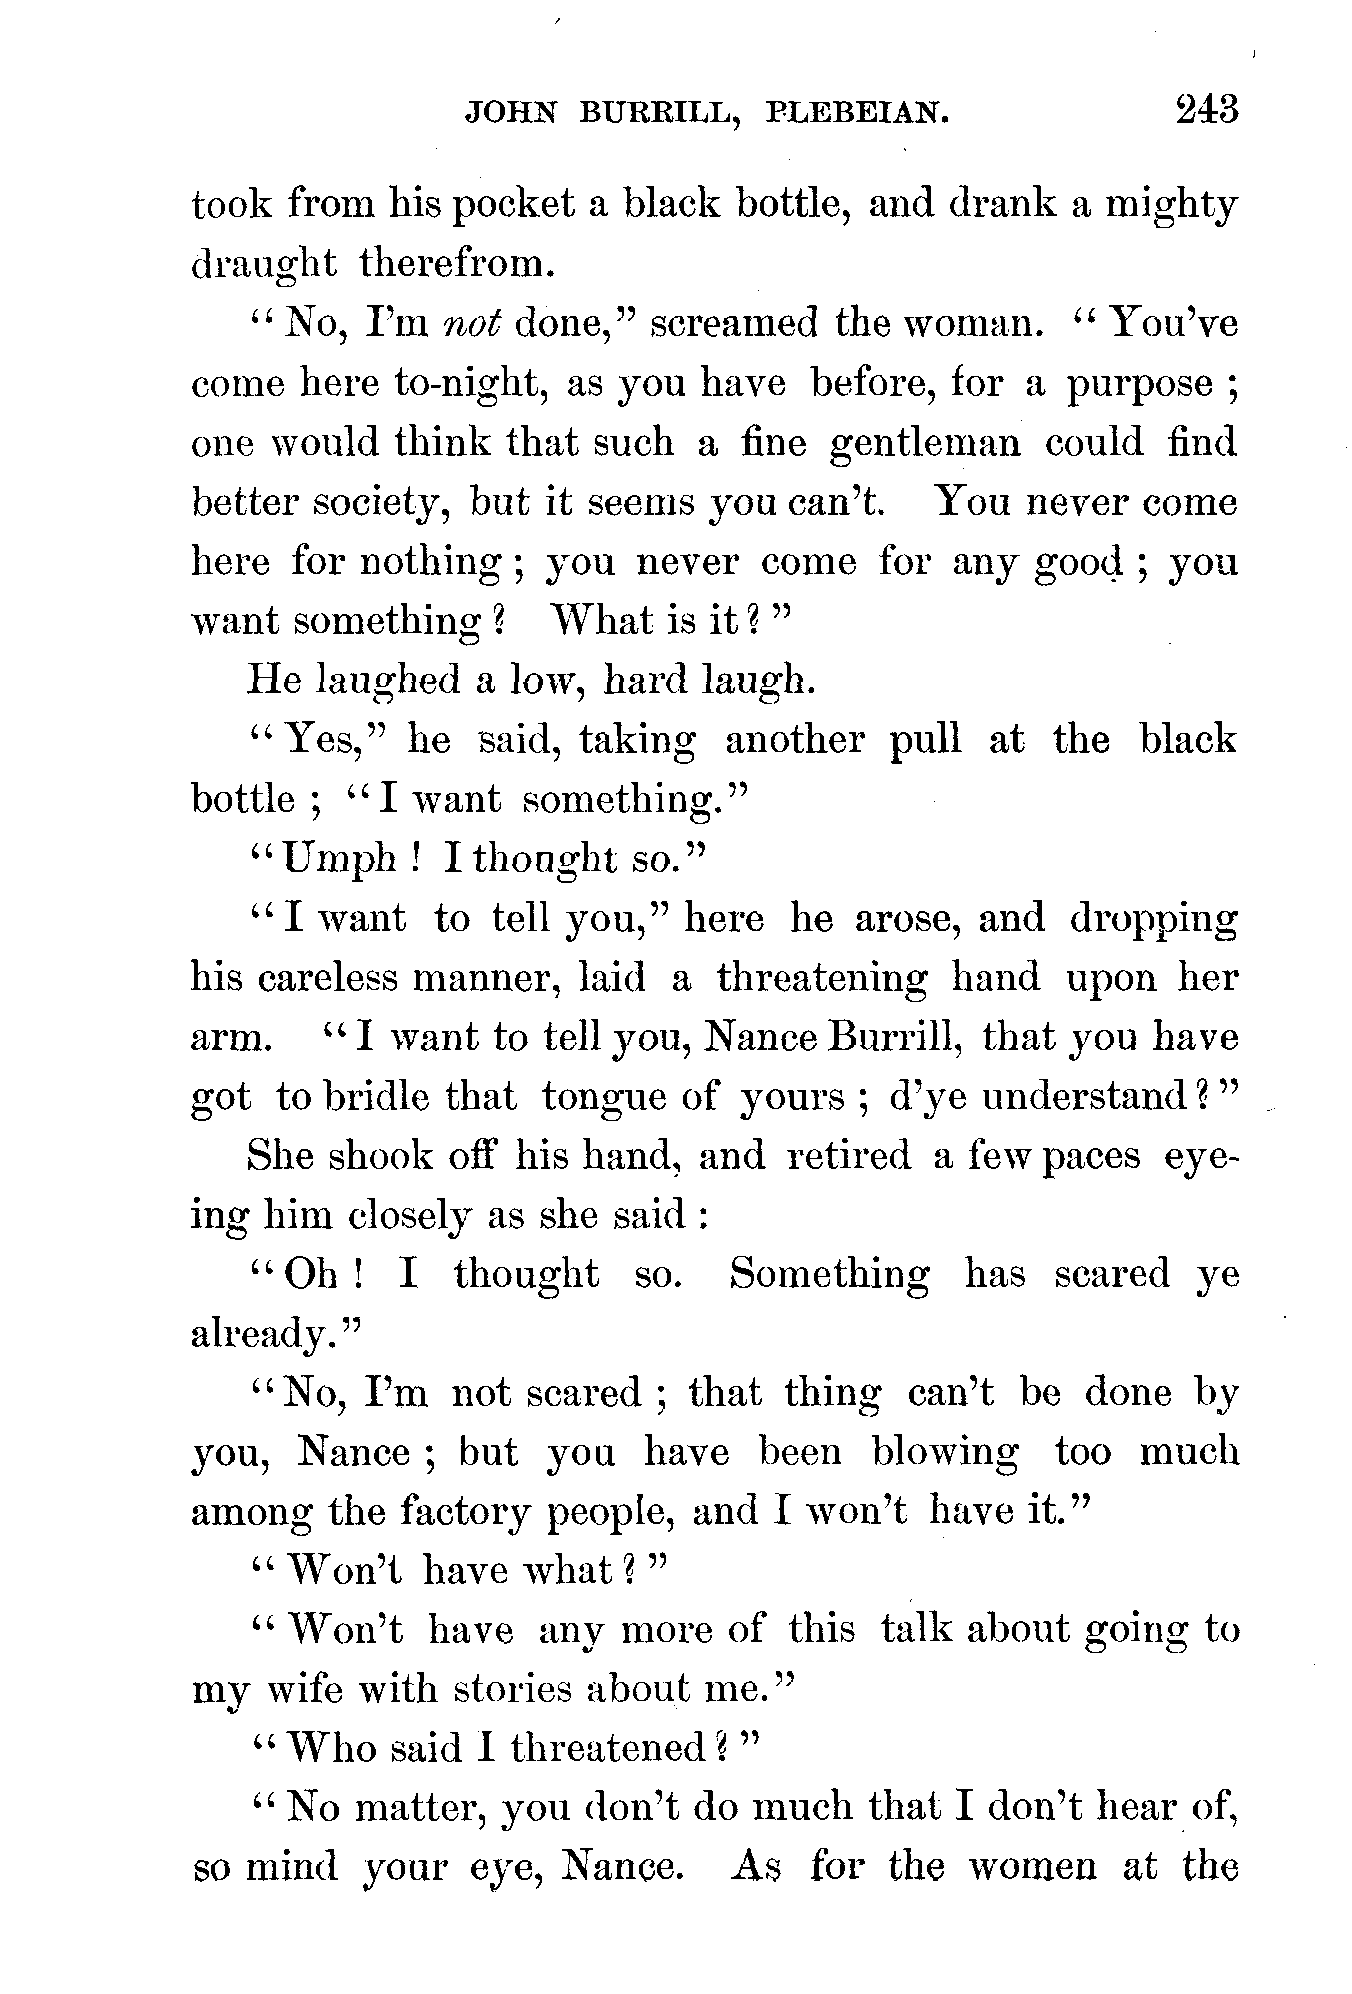 JOHN BURRILL, PLEBEIAN. 243
took from his pocket a black bottle, and drank a mighty
draught therefrom.
“No, I’m not done,” screamed the woman. “You’ve
come here to-night, as you have before, for a purpose ;
one would think that such a fine gentleman could find
better society, but it seems you can’t. You never come
here for nothing ; you never come for any good ; you
want something ? What is it ? ”
He laughed a low, hard laugh.
“Yes,” he said, taking another pull at the black
bottle ; “I want something.”
“Umph ! I thought so.”
“I want to tell you,” here he arose, and dropping
his careless manner, laid a threatening hand upon her
arm. “I want to tell you, Nance Burrill, that you have
got to bridle that tongue of yours ; d’ye understand ? ”
She shook off his hand, and retired a few paces eye-
ing him closely as she said :
“Oh ! I thought so. Something has scared ye
already.”
“No, I’m not scared ; that thing can’t be done by
you, Nance ; but you have been blowing too much
among the factory people, and I won’t have it.”
“Won’t have what ? ”
“Won’t have any more of this talk about going to
my wife with stories about me.”
“Who said I threatened ? ”
“No matter, you don’t do much that I don’t hear of,
so mind your eye, Nance. As for the women at the